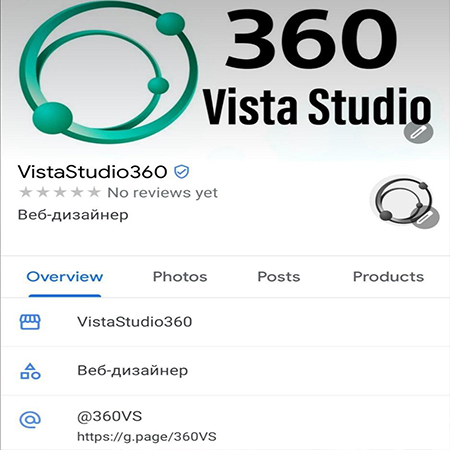 360
Vista Studio
VistaStudio360
No reviews yet
Веб-дизайнер
Overview Photos Posts Products
VistaStudio360
Веб-дизайнер
@360VS
https://g.page/360VS